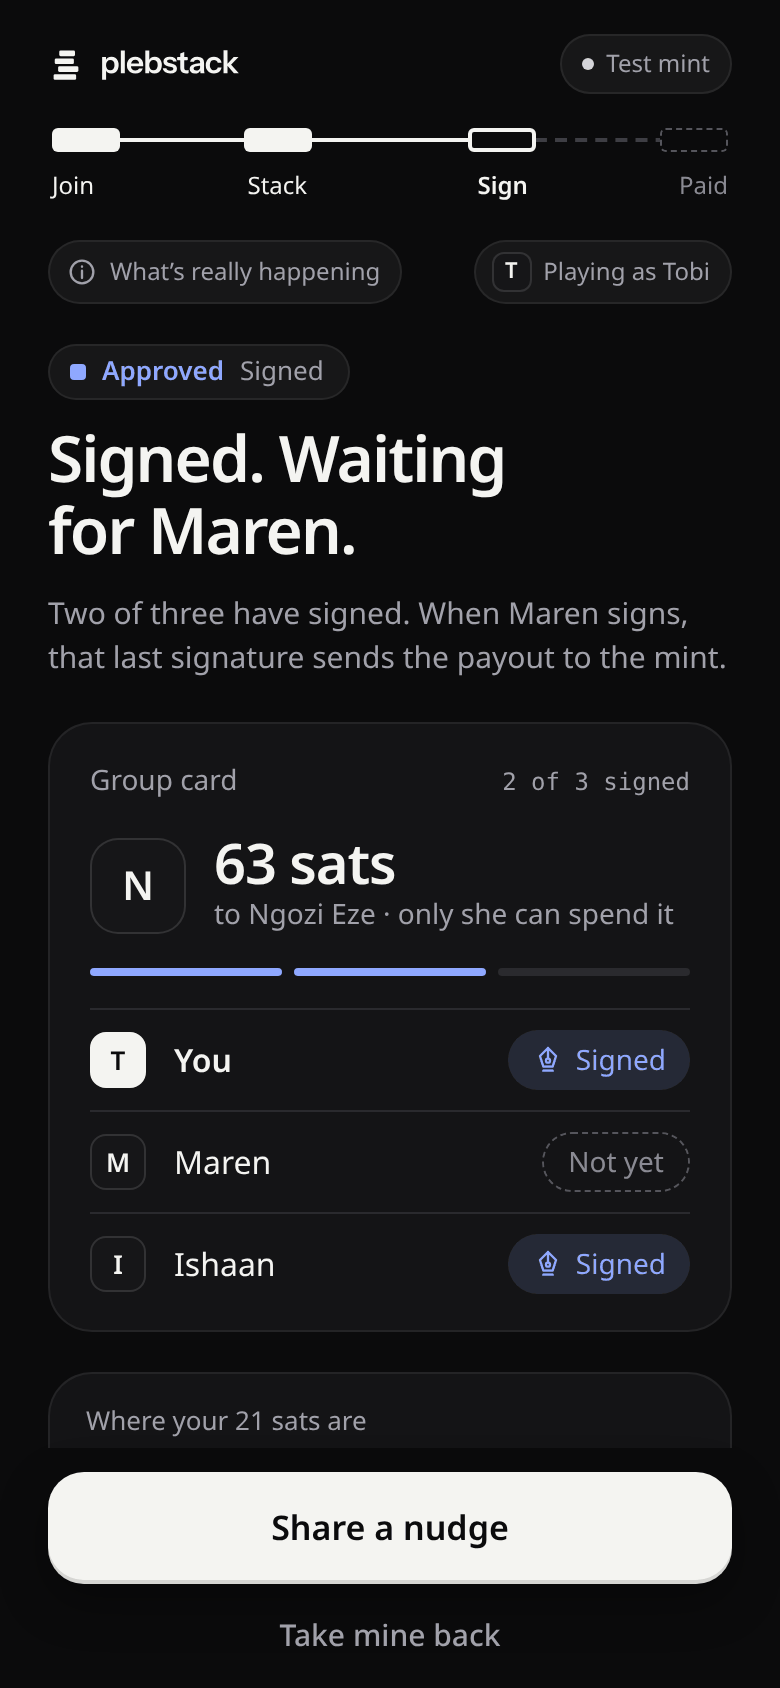 plebstack
Test mint
Join
Stack
Sign
Paid
What’s really happening
T
Playing as Tobi
Approved Signed
Signed. Waiting
for Maren.
Two of three have signed. When Maren signs,
that last signature sends the payout to the mint.
Group card
2 of 3 signed
N
63 sats
to Ngozi Eze · only she can spend it
T
You
Signed
M
Maren
Not yet
I
Ishaan
Signed
Where your 21 sats are
Share a nudge
Take mine back